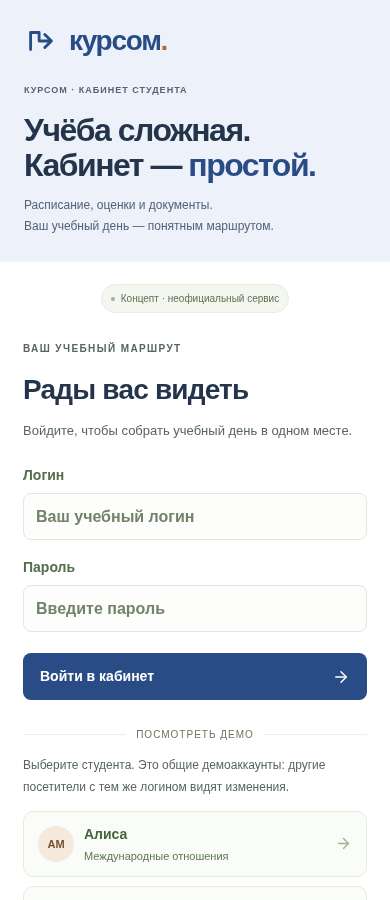 курсом.
КУРСОМ · КАБИНЕТ СТУДЕНТА
Учёба сложная.
Кабинет — простой.
Расписание, оценки и документы.
Ваш учебный день — понятным маршрутом.
Концепт · неофициальный сервис
ВАШ УЧЕБНЫЙ МАРШРУТ
Рады вас видеть
Войдите, чтобы собрать учебный день в одном месте.
Логин
Ваш учебный логин
Пароль
Введите пароль
Войти в кабинет
ПОСМОТРЕТЬ ДЕМО
Выберите студента. Это общие демоаккаунты: другие
посетители с тем же логином видят изменения.
АМ
Алиса
Международные отношения